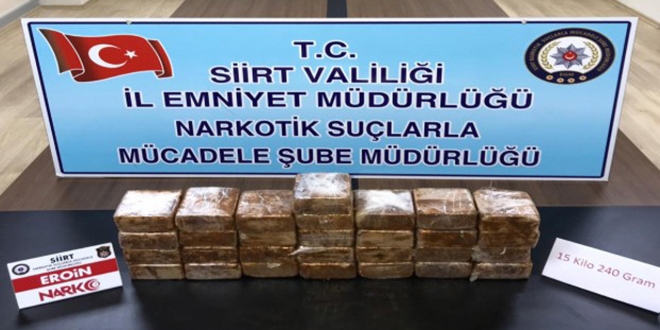 T.C.
SİİRT VALİLİĞİ
İL EMNİYET MÜDÜRLÜĞÜ
NARKOTİK SUÇLARLA
MÜCADELE ŞUBE MÜDÜRLÜĞÜ
SİİRT
EROİN
NARKO
15 Kilo 240 Gram